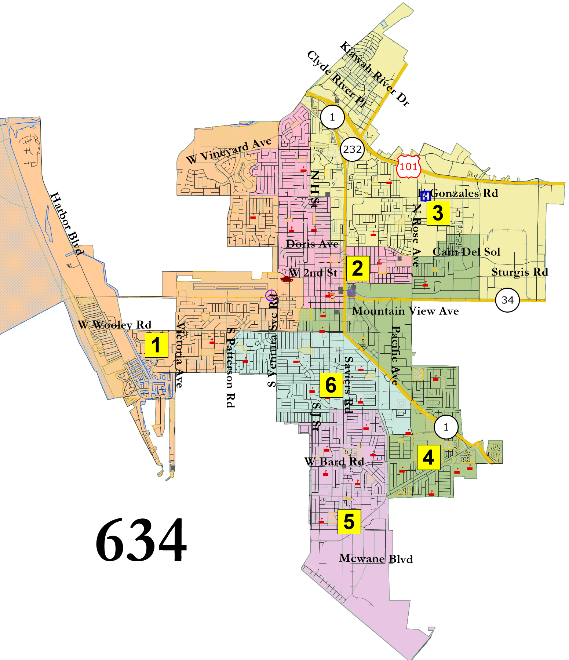 Kiawah River Dr
Clyde River Pl
1
232
W Vineyard Ave
101
N H St
Gonzales Rd
3
N Rose Ave
Harbor Blvd
Doris Ave
Cain Del Sol
W 2nd St
2
Sturgis Rd
34
Mountain View Ave
W Wooley Rd
1
Victoria Ave
S Patterson Rd
S Ventura Rd
Pacific Ave
6
Saviers Rd
S J St
1
W Bard Rd
4
5
634
Mcwane Blvd